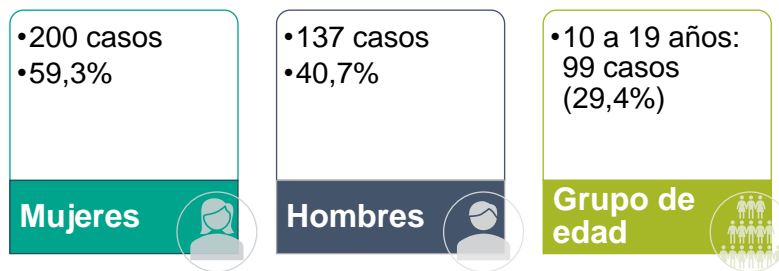 •200 casos
•59,3%
Mujeres
•137 casos
•40,7%
Hombres
•10 a 19 años:
99 casos
(29,4%)
Grupo de
edad